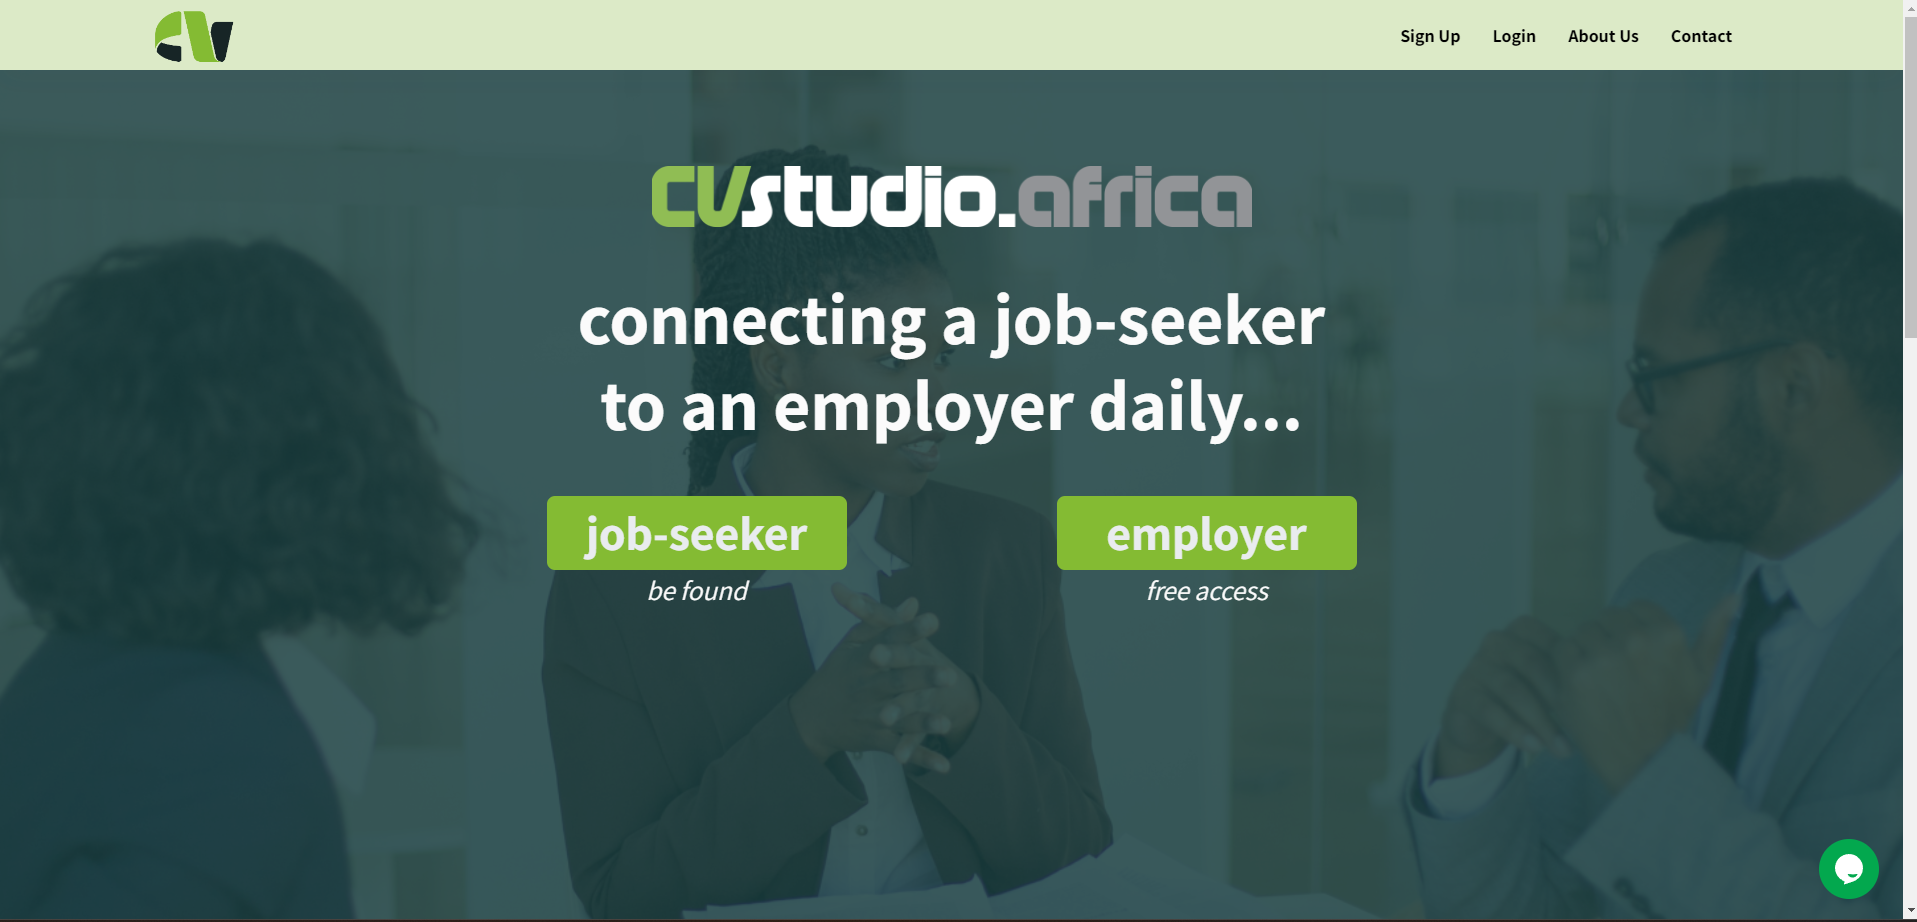 CV
Sign Up Login About Us Contact
CVstudio.africa
connecting a job-seeker
to an employer daily...
job-seeker employer
be found free access